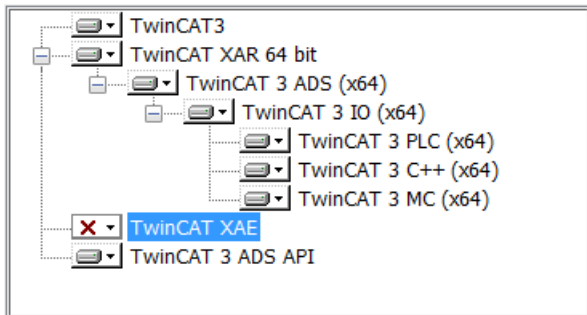 TwinCAT3
TwinCAT XAR 64 bit
TwinCAT 3 ADS (x64)
TwinCAT 3 IO (x64)
TwinCAT 3 PLC (x64)
TwinCAT 3 C++ (x64)
TwinCAT 3 MC (x64)
TwinCAT XAE
TwinCAT 3 ADS API